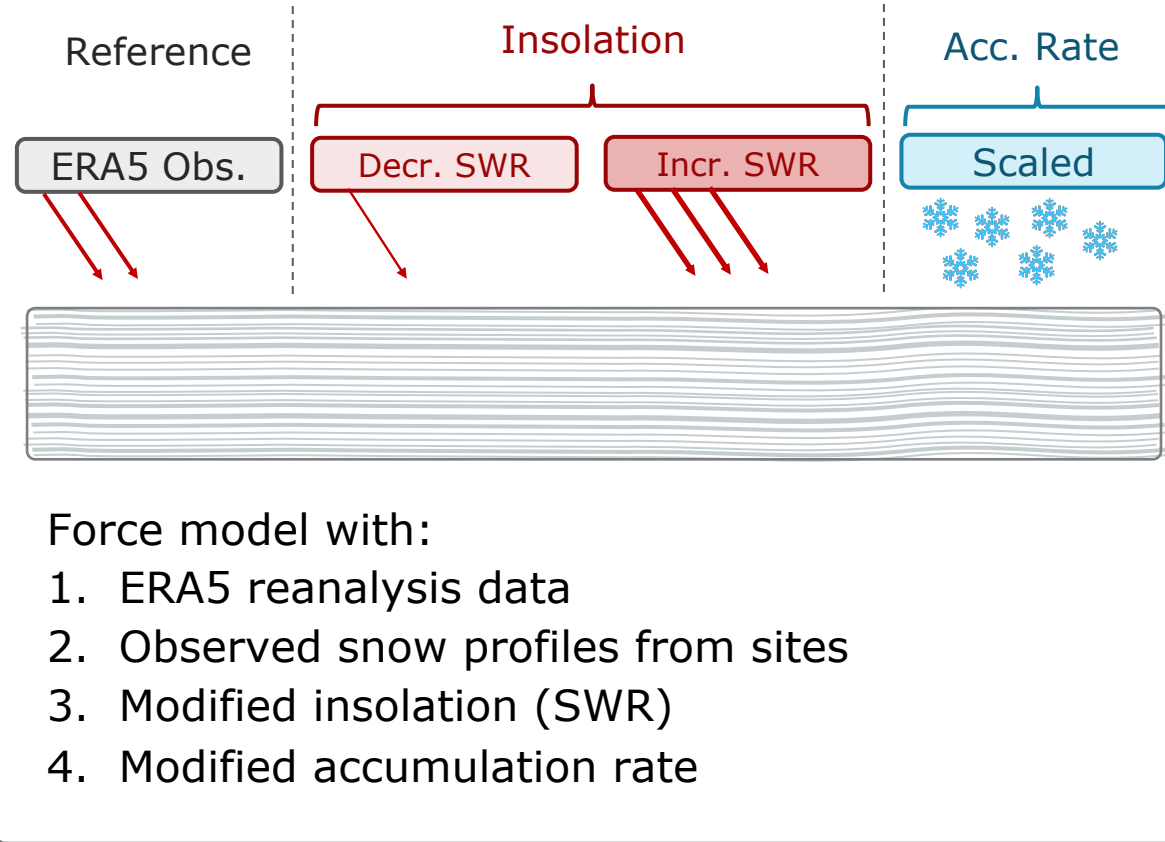 Reference
Insolation
Acc. Rate
ERA5 Obs.
Decr. SWR
Incr. SWR
Scaled
Force model with:
1. ERA5 reanalysis data
2. Observed snow profiles from sites
3. Modified insolation (SWR)
4. Modified accumulation rate